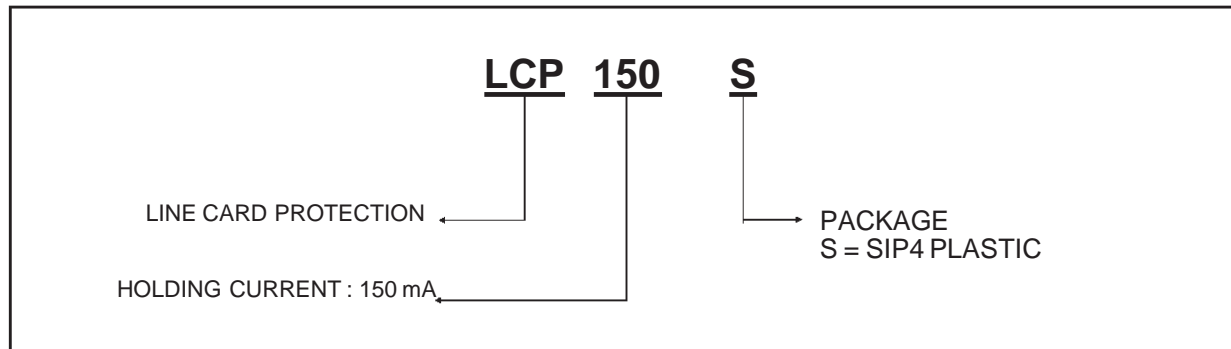 LCP 150 S
LINE CARD PROTECTION
PACKAGE
S = SIP4 PLASTIC
HOLDING CURRENT : 150 mA